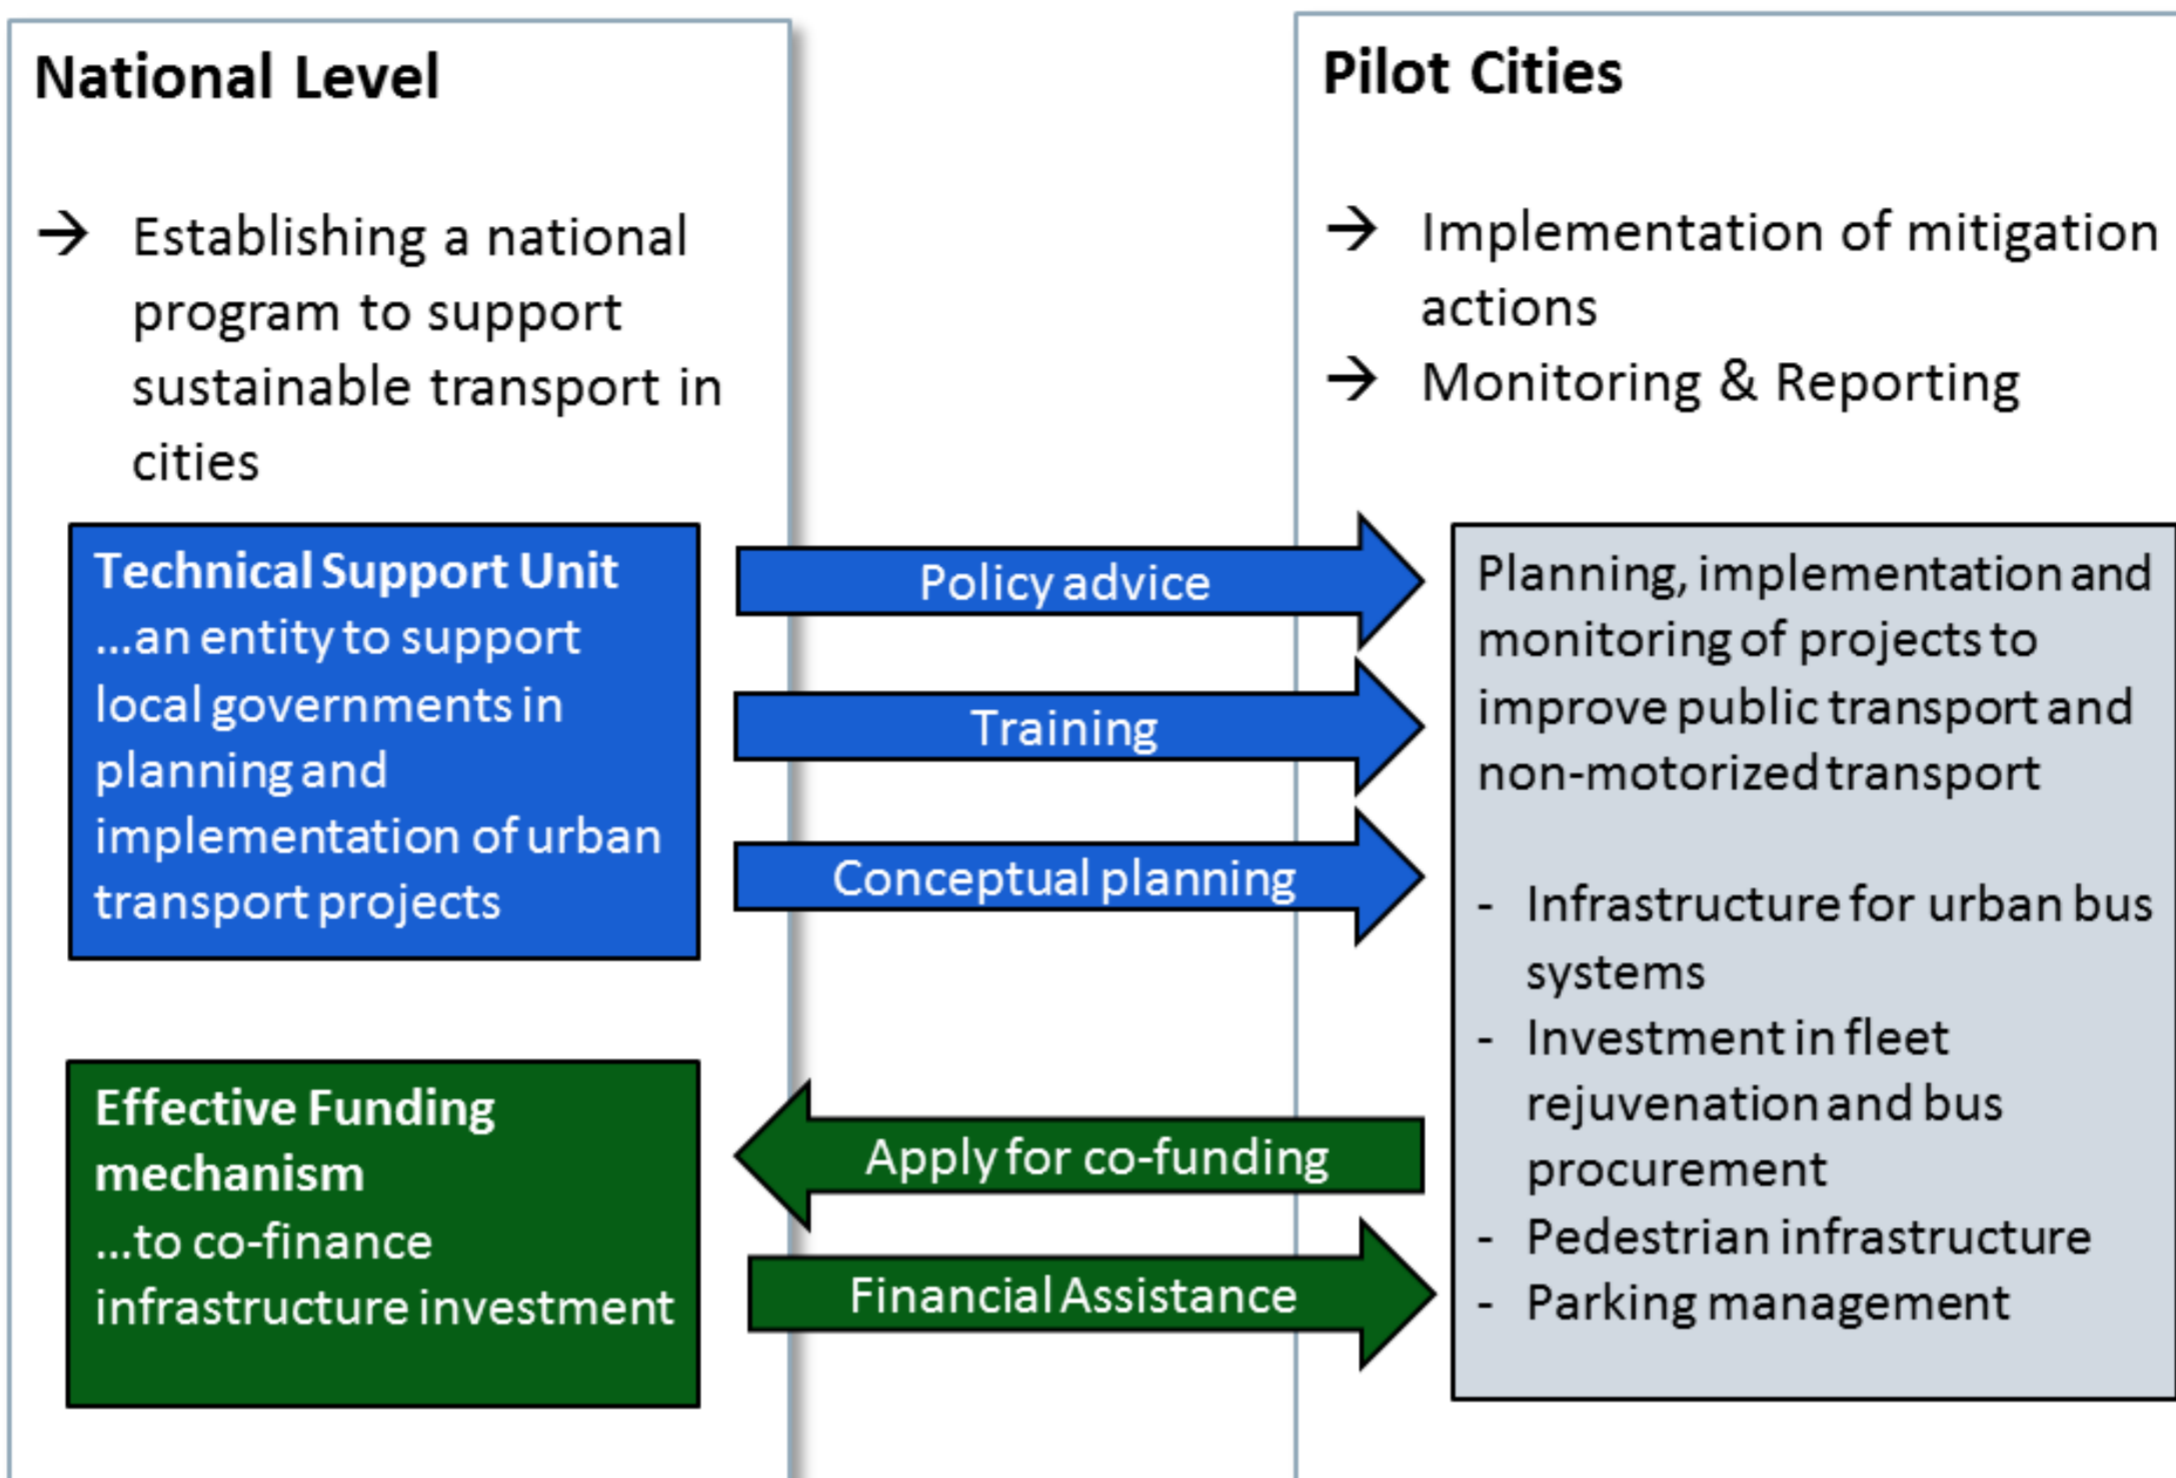 National Level
→ Establishing a national
program to support
sustainable transport in
cities
Technical Support Unit
...an entity to support
local governments in
planning and
implementation of urban
transport projects
Effective Funding
mechanism
...to co-finance
infrastructure investment
Policy advice
Training
Conceptual planning
Apply for co-funding
Financial Assistance
Pilot Cities
→ Implementation of mitigation
actions
→ Monitoring & Reporting
Planning, implementation and
monitoring of projects to
improve public transport and
non-motorized transport
- Infrastructure for urban bus
systems
- Investment in fleet
rejuvenation and bus
procurement
- Pedestrian infrastructure
- Parking management